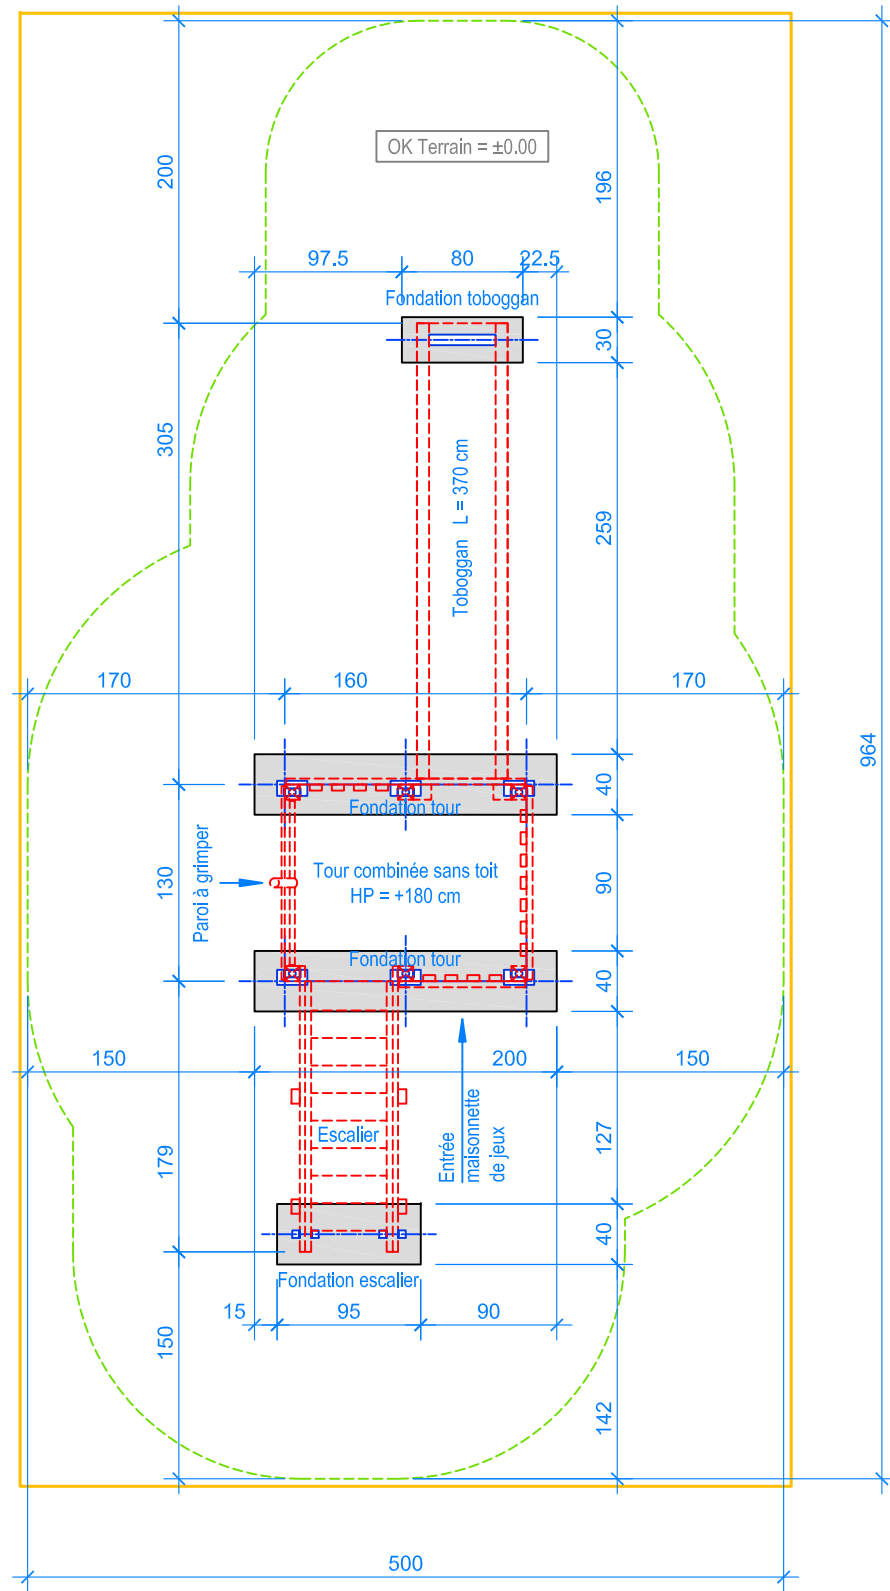 OK Terrain = ±0.00
200
196
97.5
80
22.5
Fondation toboggan
30
305
Toboggan L = 370 cm
259
170
160
170
964
40
Fondation tour
Paroi à grimper
130
Tour combinée sans toit
HP = +180 cm
90
Fondation tour
40
150
200
150
Escalier
Entrée
maisonnette
de jeux
127
179
40
Fondation escalier
15
95
90
150
142
500